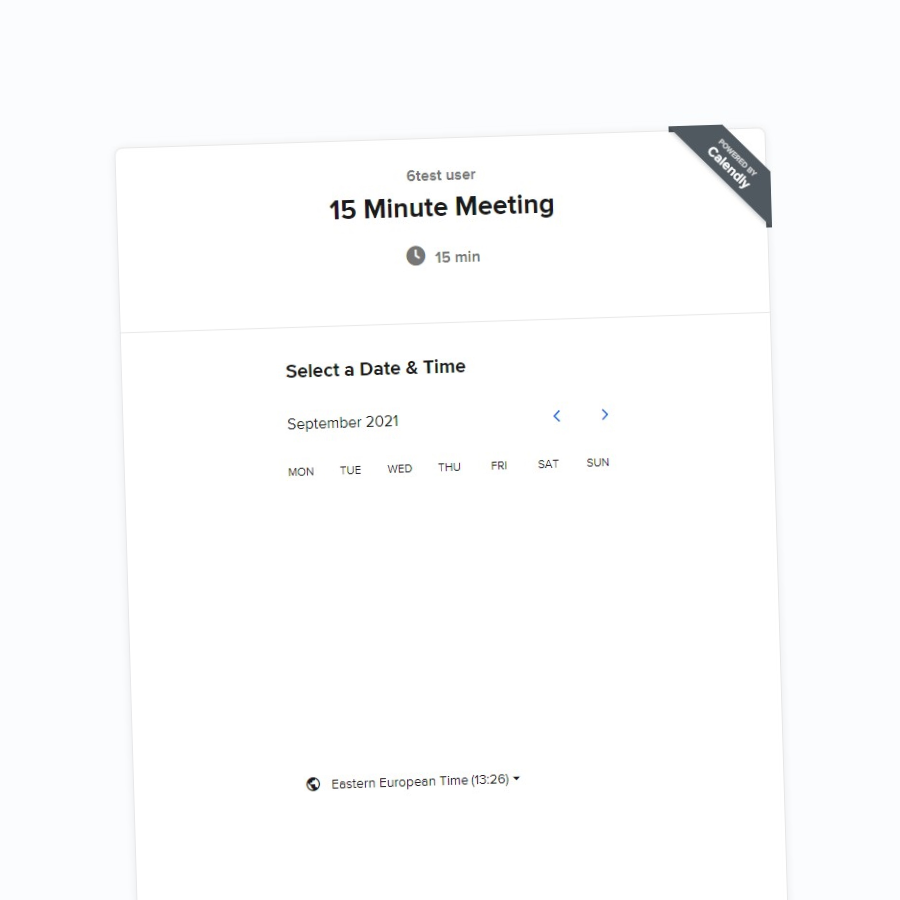 POWERED BY
Calendly
6test user
15 Minute Meeting
15 min
Select a Date & Time
September 2021
MON TUE WED THU FRI SAT SUN
Eastern European Time (13:26)